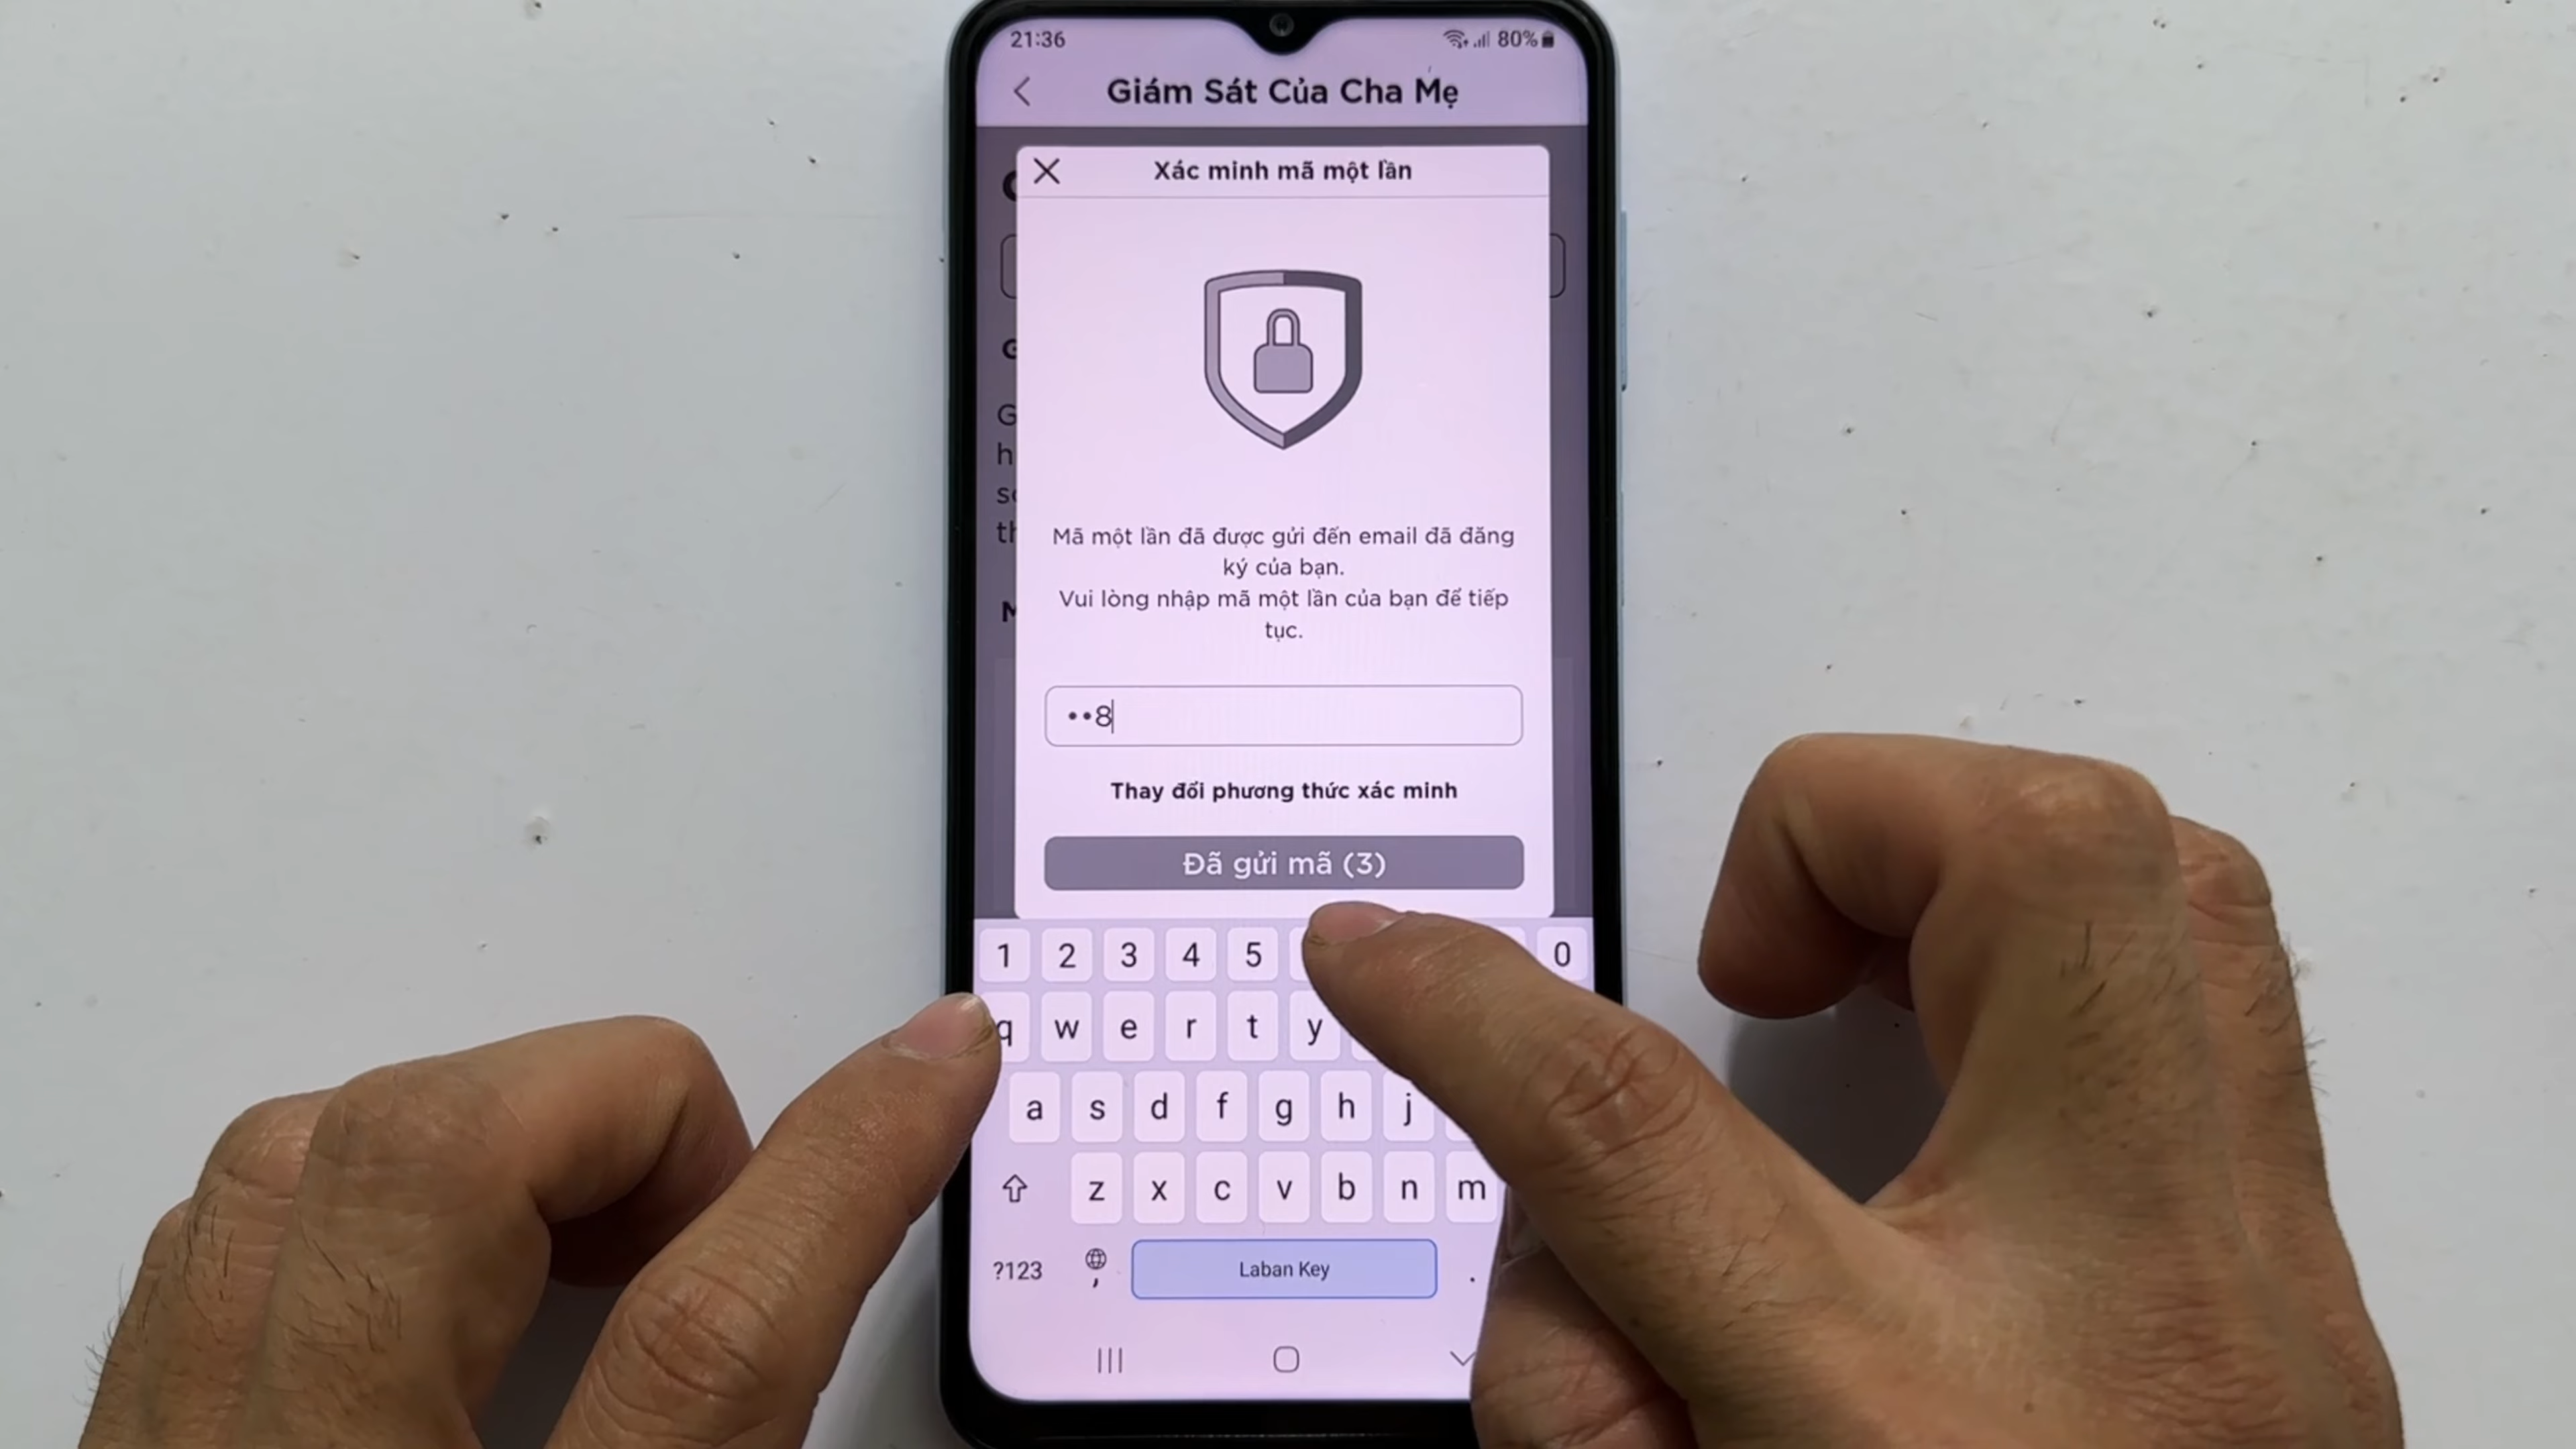 21:36
80%
Giám Sát Của Cha Mẹ
Xác minh mã một lần
Mã một lần đã được gửi đến email đã đăng
ký của bạn.
Vui lòng nhập mã một lần của bạn để tiếp
tục.
••8
Thay đổi phương thức xác minh
Đã gửi mã (3)
1 2 3 4 5 0
q w e r t y
a s d f g h j
z x c v b n m
?123 , Laban Key .